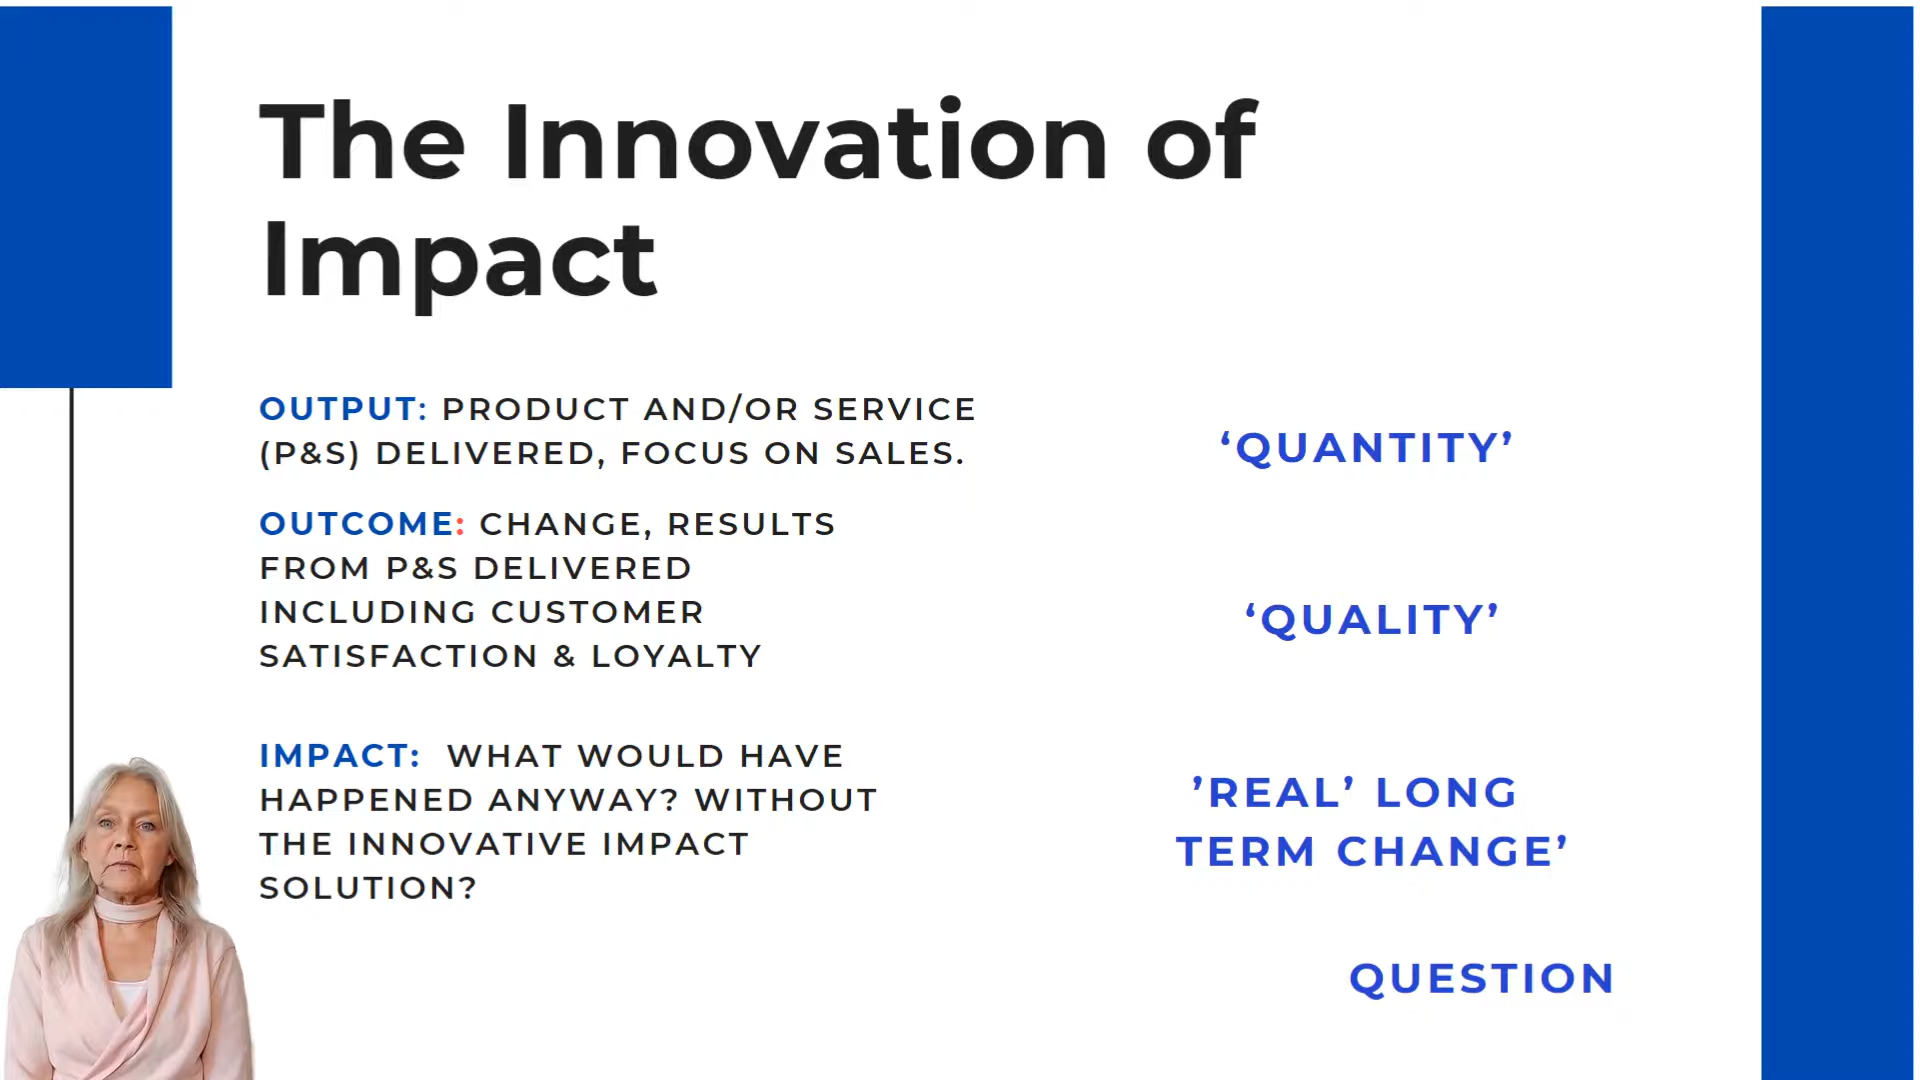 The Innovation of
Impact
OUTPUT: PRODUCT AND/OR SERVICE
(P&S) DELIVERED, FOCUS ON SALES.
‘QUANTITY’
OUTCOME: CHANGE, RESULTS
FROM P&S DELIVERED
INCLUDING CUSTOMER
SATISFACTION & LOYALTY
‘QUALITY’
IMPACT:  WHAT WOULD HAVE
HAPPENED ANYWAY? WITHOUT
THE INNOVATIVE IMPACT
SOLUTION?
’REAL’ LONG
TERM CHANGE’
QUESTION